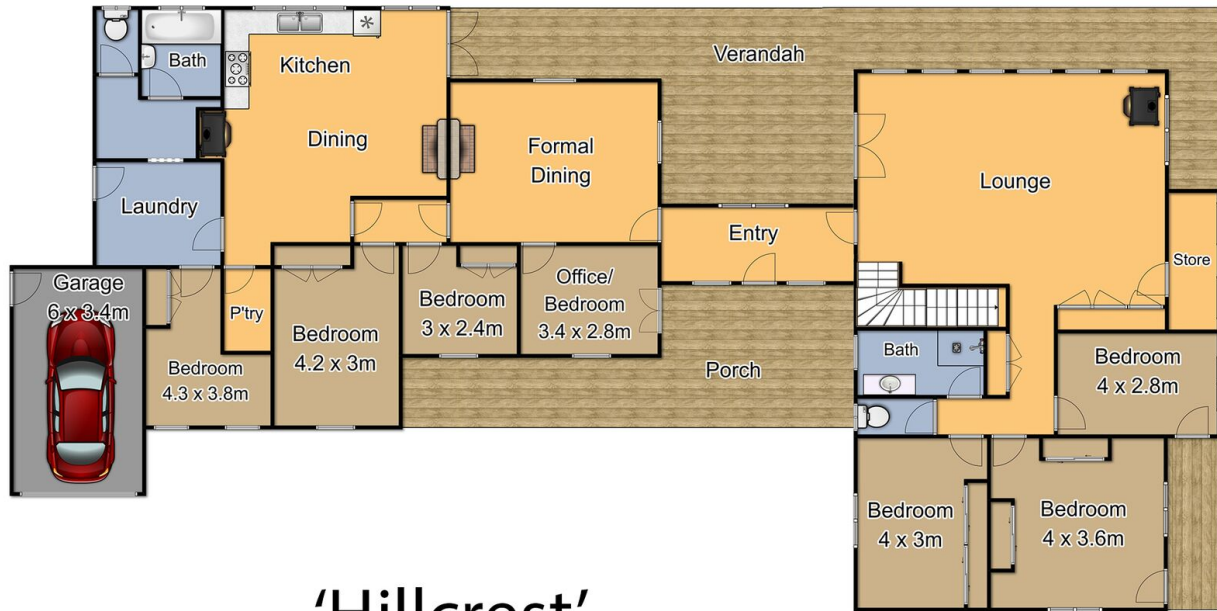 Bath
Kitchen
Verandah
Dining
Formal
Dining
Lounge
Laundry
Entry
Store
Garage
6 x 3.4m
P'try
Bedroom
4.3 x 3.8m
Bedroom
4.2 x 3m
Bedroom
3 x 2.4m
Office/
Bedroom
3.4 x 2.8m
Porch
Bath
Bedroom
4 x 2.8m
Bedroom
4 x 3m
Bedroom
4 x 3.6m
‘Hillcrest’